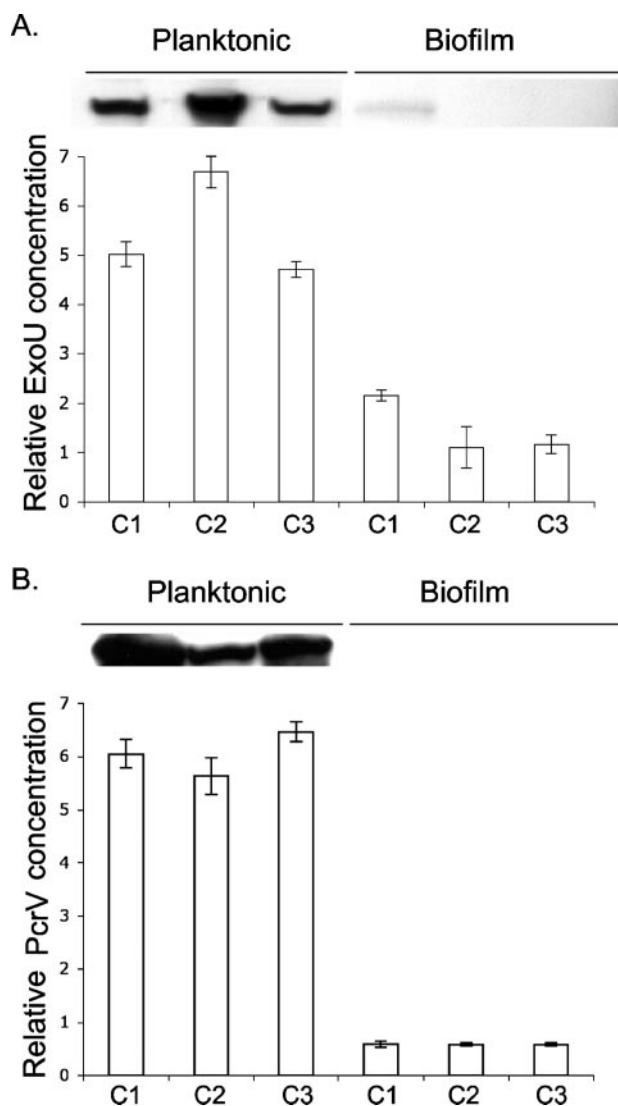 A.
Planktonic Biofilm
Relative ExoU concentration
7
6
5
4
3
2
1
0
C1 C2 C3 C1 C2 C3
B.
Planktonic Biofilm
Relative PcrV concentration
7
6
5
4
3
2
1
0
C1 C2 C3 C1 C2 C3